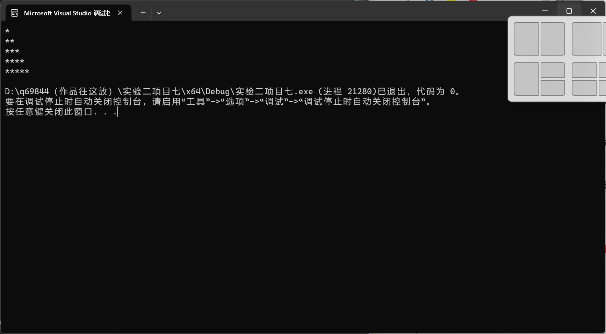 Microsoft Visual Studio 调试控
*
**
***
****
*****
D:\q69844 (作品往这放) \实验二项目七\x64\Debug\实验二项目七.exe (进程 21280)已退出，代码为 0。
要在调试停止时自动关闭控制台，请启用"工具"->"选项"->"调试"->"调试停止时自动关闭控制台"。
按任意键关闭此窗口. . .